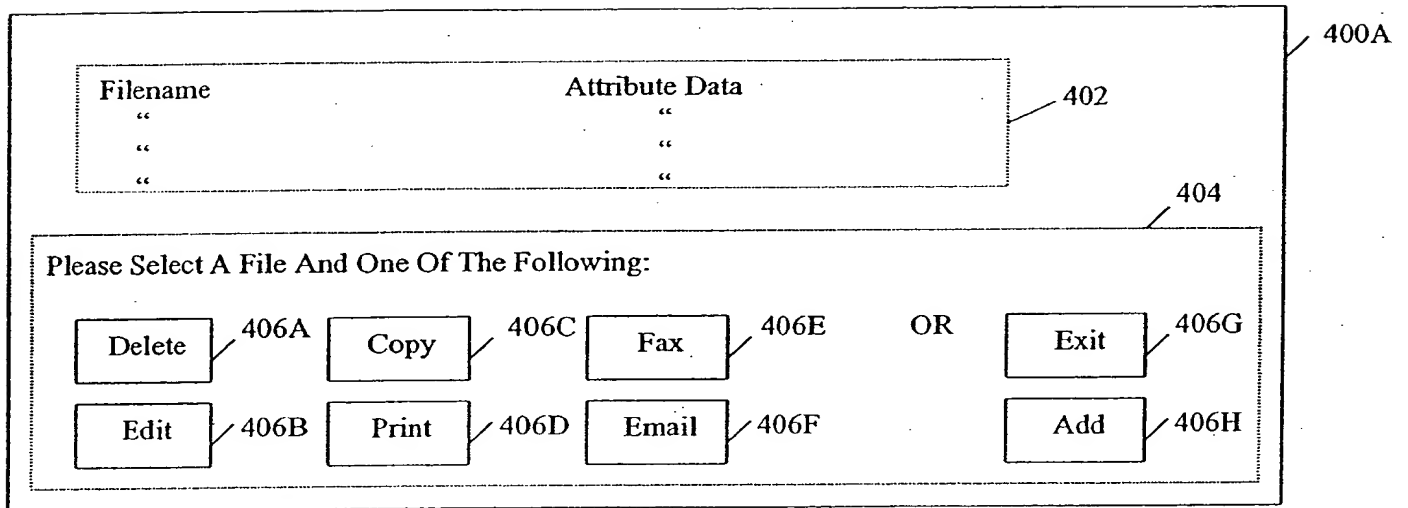 400A
Filename Attribute Data
“ “
“ “
“ “
402
404
Please Select A File And One Of The Following:
Delete 406A Copy 406C Fax 406E OR Exit 406G
Edit 406B Print 406D Email 406F Add 406H